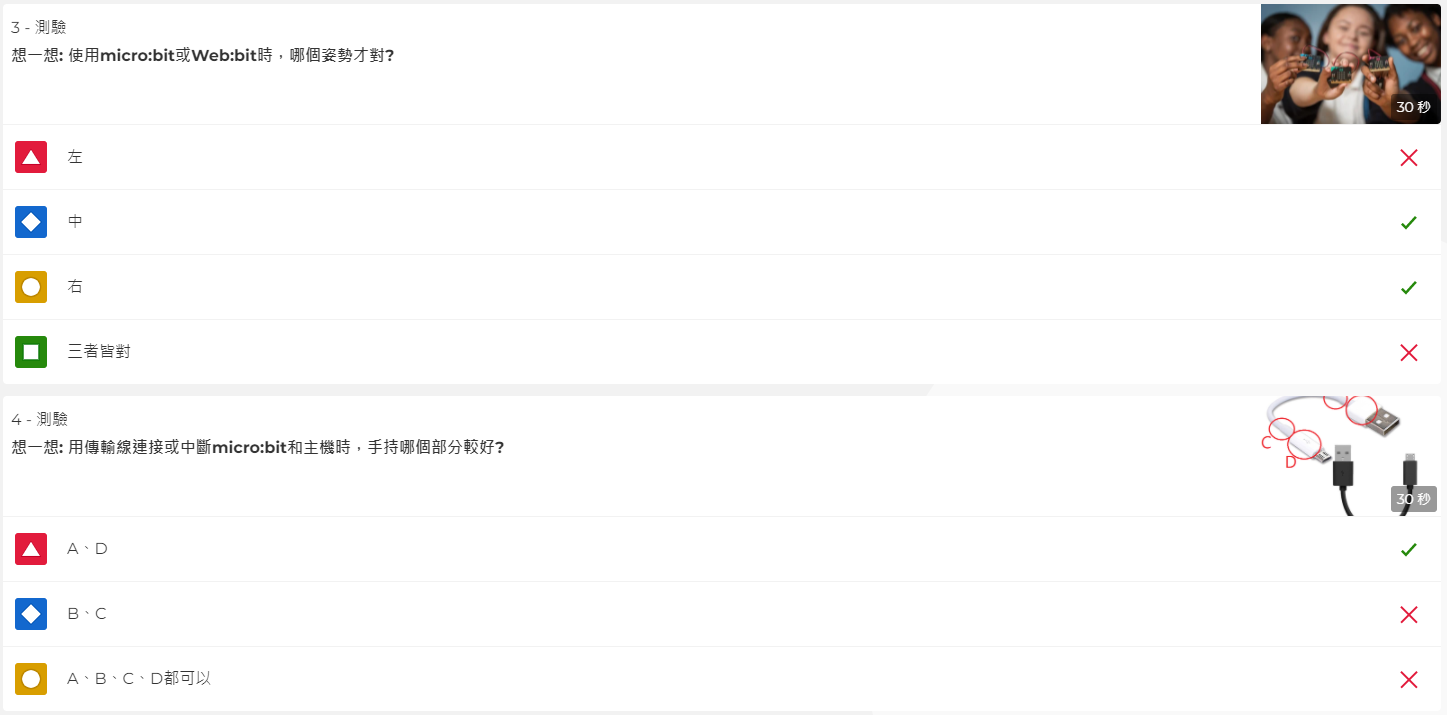 3 - 測驗
想一想: 使用micro:bit或Web:bit時，哪個姿勢才對?
30 秒
左
中
右
三者皆對
4 - 測驗
想一想: 用傳輸線連接或中斷micro:bit和主機時，手持哪個部分較好?
C
D
30 秒
A、D
B、C
A、B、C、D都可以